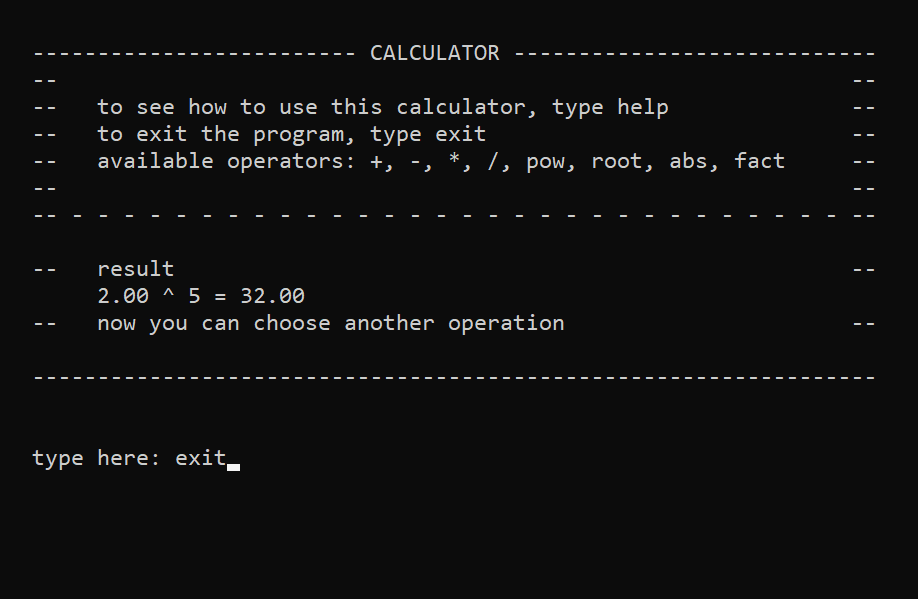 ------------------------- CALCULATOR ----------------------------
--                                                             --
--   to see how to use this calculator, type help              --
--   to exit the program, type exit                            --
--   available operators: +, -, *, /, pow, root, abs, fact     --
--                                                             --
-- - - - - - - - - - - - - - - - - - - - - - - - - - - - - - - --
--   result                                                    --
     2.00 ^ 5 = 32.00
--   now you can choose another operation                      --
-----------------------------------------------------------------
type here: exit